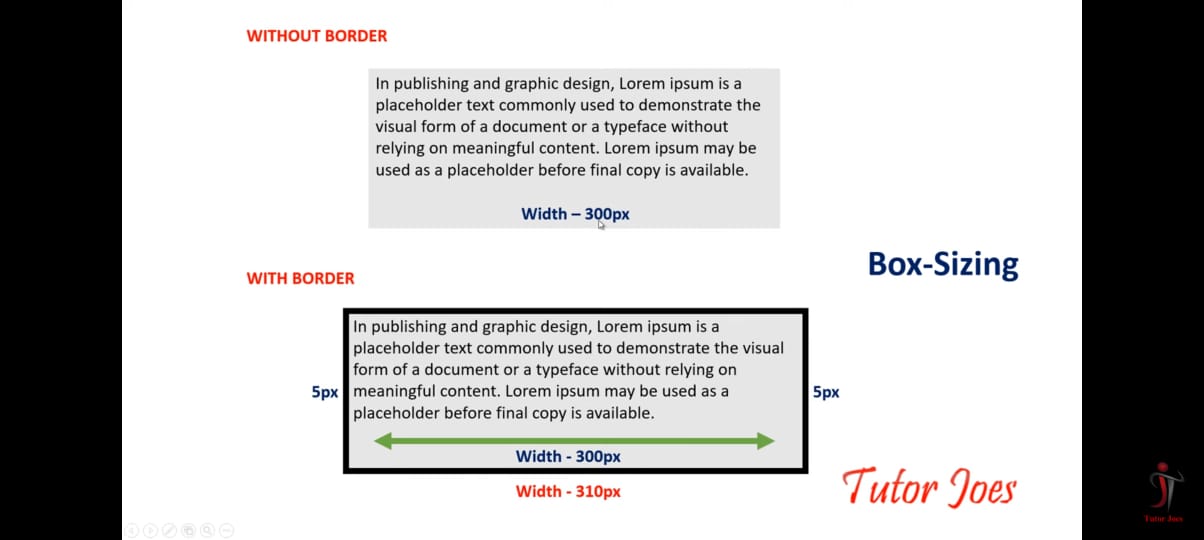 WITHOUT BORDER
In publishing and graphic design, Lorem ipsum is a
placeholder text commonly used to demonstrate the
visual form of a document or a typeface without
relying on meaningful content. Lorem ipsum may be
used as a placeholder before final copy is available.
Width – 300px
Box-Sizing
WITH BORDER
In publishing and graphic design, Lorem ipsum is a
placeholder text commonly used to demonstrate the visual
form of a document or a typeface without relying on
5px
meaningful content. Lorem ipsum may be used as a
5px
placeholder before final copy is available.
Width - 300px
Width - 310px
Tutor Joes
Tutor Joes